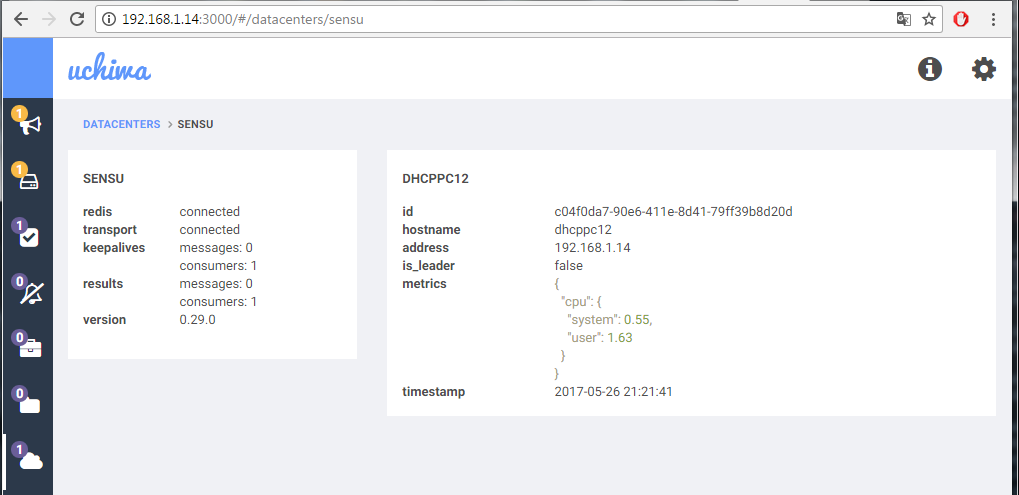 192.168.1.14:3000/#/datacenters/sensu
uchiwa
1
1
1
0
0
0
1
DATACENTERS > SENSU
SENSU
redis connected
transport connected
keepalives messages: 0
consumers: 1
results messages: 0
consumers: 1
version 0.29.0
DHCPPC12
id c04f0da7-90e6-411e-8d41-79ff39b8d20d
hostname dhcppc12
address 192.168.1.14
is_leader false
metrics {
"cpu": {
"system": 0.55,
"user": 1.63
}
}
timestamp 2017-05-26 21:21:41